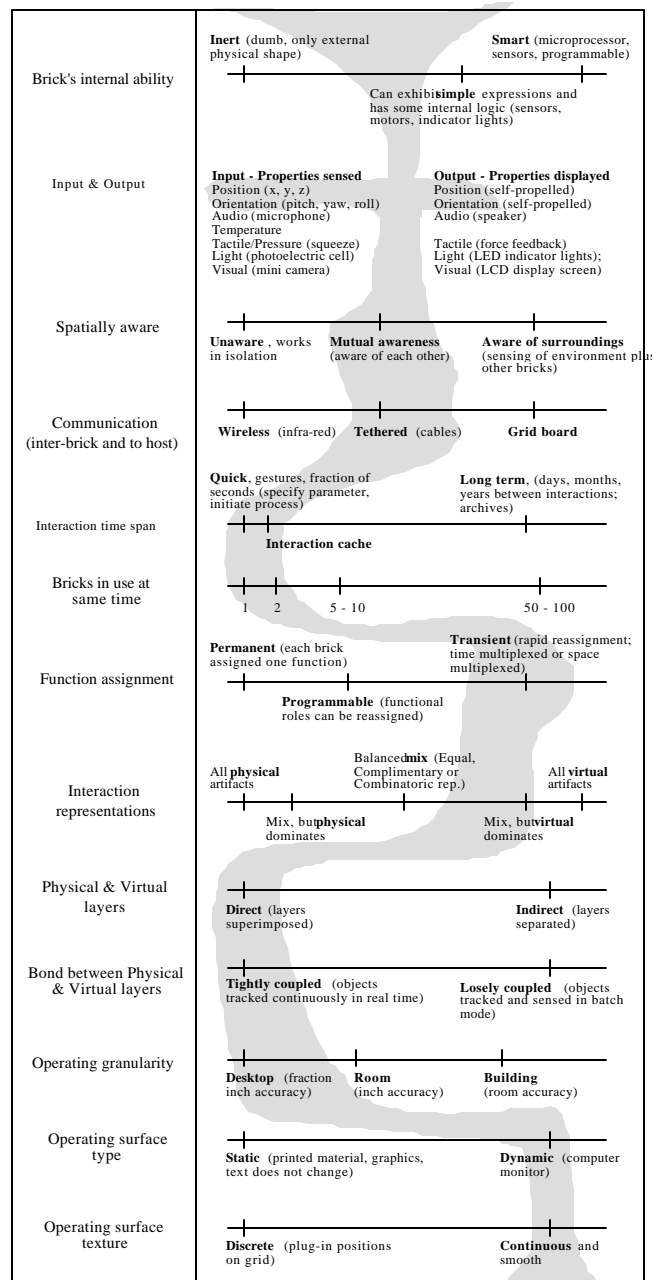 Brick's internal ability
Inert (dumb, only external
physical shape)
Smart (microprocessor,
sensors, programmable)
Can exhibit simple expressions and
has some internal logic (sensors,
motors, indicator lights)
Input & Output
Input - Properties sensed
Position (x, y, z)
Orientation (pitch, yaw, roll)
Audio (microphone)
Temperature
Tactile/Pressure (squeeze)
Light (photoelectric cell)
Visual (mini camera)
Output - Properties displayed
Position (self-propelled)
Orientation (self-propelled)
Audio (speaker)
Tactile (force feedback)
Light (LED indicator lights);
Visual (LCD display screen)
Spatially aware
Unaware , works
in isolation
Mutual awareness
(aware of each other)
Aware of surroundings
(sensing of environment plus
other bricks)
Communication
(inter-brick and to host)
Wireless (infra-red)
Tethered (cables)
Grid board
Interaction time span
Quick, gestures, fraction of
seconds (specify parameter,
initiate process)
Long term, (days, months,
years between interactions;
archives)
Interaction cache
Bricks in use at
same time
1
2
5 - 10
50 - 100
Function assignment
Permanent (each brick
assigned one function)
Transient (rapid reassignment;
time multiplexed or space
multiplexed)
Programmable (functional
roles can be reassigned)
Interaction
representations
All physical
artifacts
Balanced mix (Equal,
Complimentary or
Combinatoric rep.)
All virtual
artifacts
Mix, but physical
dominates
Mix, but virtual
dominates
Physical & Virtual
layers
Direct (layers
superimposed)
Indirect (layers
separated)
Bond between Physical
& Virtual layers
Tightly coupled (objects
tracked continuously in real time)
Losely coupled (objects
tracked and sensed in batch
mode)
Operating granularity
Desktop (fraction
inch accuracy)
Room
(inch accuracy)
Building
(room accuracy)
Operating surface
type
Static (printed material, graphics,
text does not change)
Dynamic (computer
monitor)
Operating surface
texture
Discrete (plug-in positions
on grid)
Continuous and
smooth